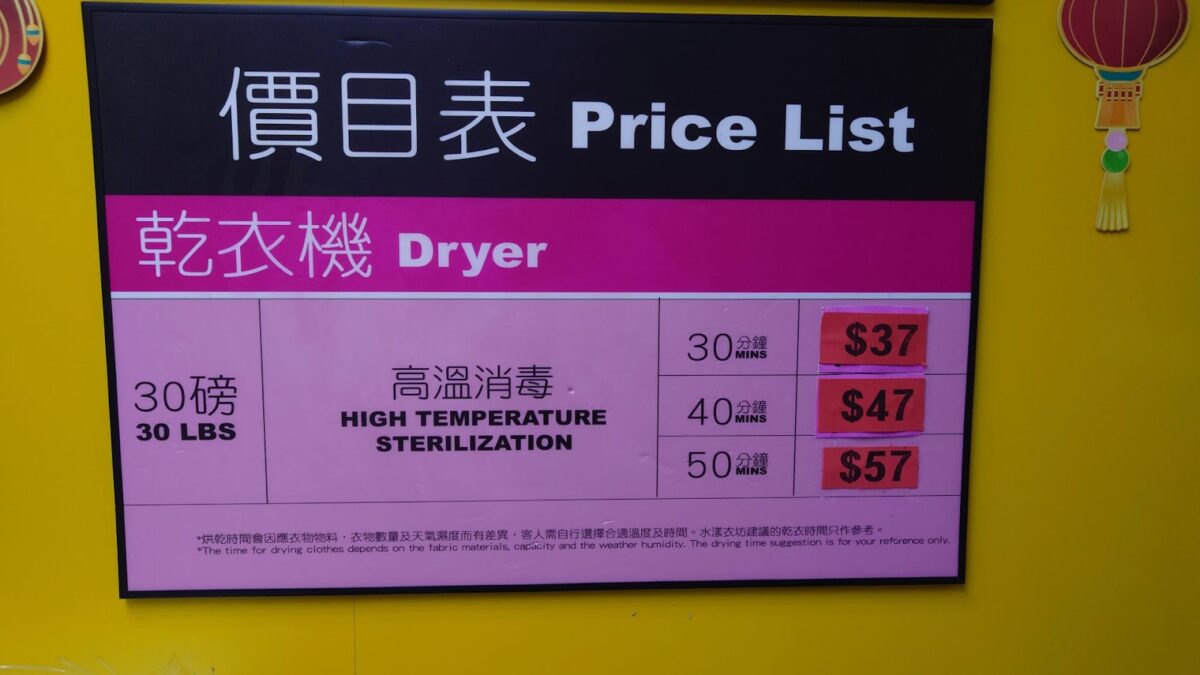 價目表 Price List
乾衣機 Dryer
30磅
30 LBS
高溫消毒
HIGH TEMPERATURE
STERILIZATION
30分鐘 MINS $37
40分鐘 MINS $47
50分鐘 MINS $57
*烘乾時間會因應衣物物料，衣物數量及天氣濕度而有差異，客人需自行選擇合適溫度及時間。水漾衣坊建議的乾衣時間只作參考。
*The time for drying clothes depends on the fabric materials, capacity and the weather humidity. The drying time suggestion is for your reference only.